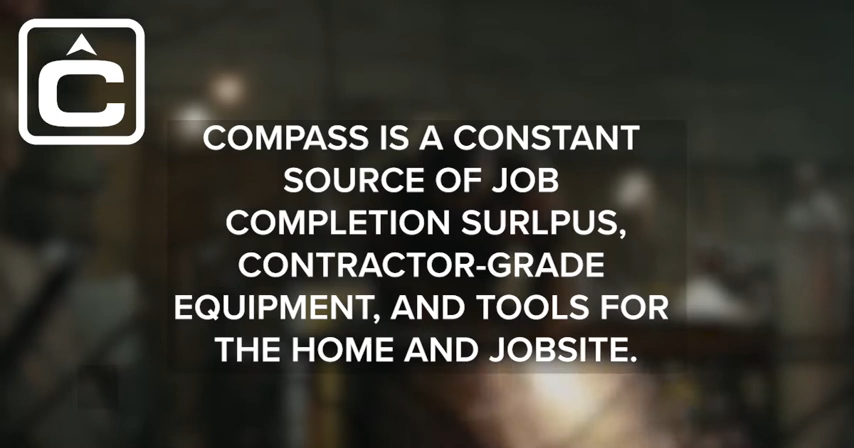 C
COMPASS IS A CONSTANT
SOURCE OF JOB
COMPLETION SURLPUS,
CONTRACTOR-GRADE
EQUIPMENT, AND TOOLS FOR
THE HOME AND JOBSITE.